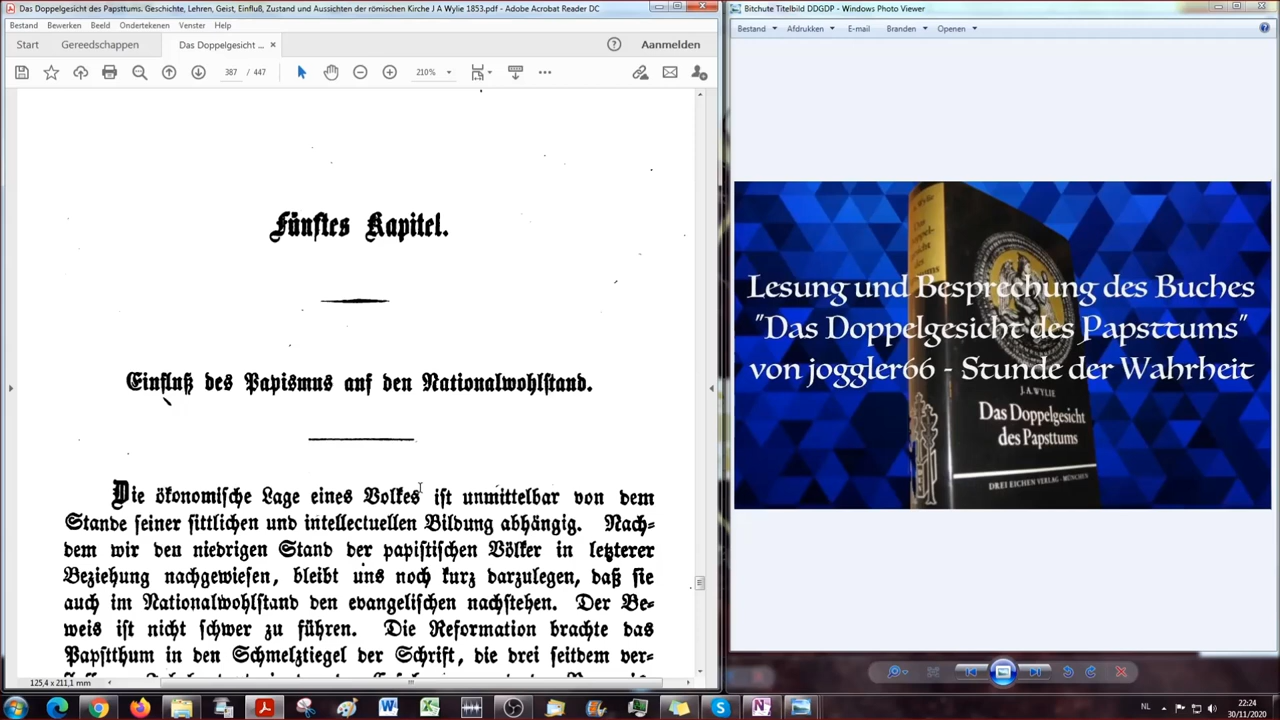 Das Doppelgesicht des Papsttums. Geschichte, Lehren, Geist, Einfluß, Zustand und Aussichten der römischen Kirche J A Wylie 1853.pdf - Adobe Acrobat Reader DC
Bestand Bewerken Beeld Ondertekenen Venster Help
Start Gereedschappen Das Doppelgesicht ... × Aanmelden
387 / 447 210%
Fünftes Kapitel.
Einfluß des Papismus auf den Nationalwohlstand.
Die ökonomische Lage eines Volkes ist unmittelbar von dem
Stande seiner sittlichen und intellectuellen Bildung abhängig. Nach-
dem wir den niedrigen Stand der papistischen Völker in letzterer
Beziehung nachgewiesen, bleibt uns noch kurz darzulegen, daß sie
auch im Nationalwohlstand den evangelischen nachstehen. Der Be-
weis ist nicht schwer zu führen. Die Reformation brachte das
Papstthum in den Schmelztiegel der Schrift, die drei seitdem ver-
125,4 x 211,1 mm
Bitchute Titelbild DDGDP - Windows Photo Viewer
Bestand Afdrukken E-mail Branden Openen
Lesung und Besprechung des Buches
"Das Doppelgesicht des Papsttums"
von joggler66 - Stunde der Wahrheit
J.A.WYLIE
Das Doppelgesicht
des Papsttums
DREI EICHEN VERLAG · MÜNCHEN
NL
22:24
30/11/2020